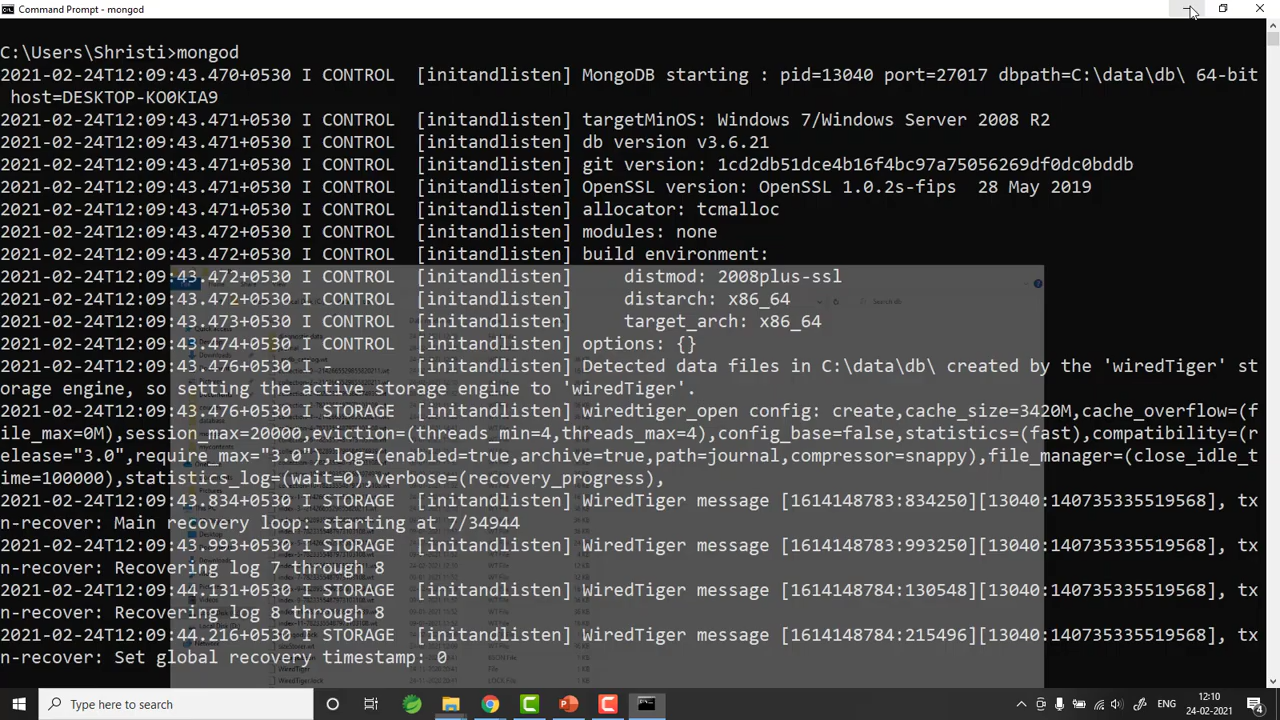 Command Prompt - mongod
C:\Users\Shristi>mongod
2021-02-24T12:09:43.470+0530 I CONTROL  [initandlisten] MongoDB starting : pid=13040 port=27017 dbpath=C:\data\db\ 64-bit
 host=DESKTOP-KO0KIA9
2021-02-24T12:09:43.471+0530 I CONTROL  [initandlisten] targetMinOS: Windows 7/Windows Server 2008 R2
2021-02-24T12:09:43.471+0530 I CONTROL  [initandlisten] db version v3.6.21
2021-02-24T12:09:43.471+0530 I CONTROL  [initandlisten] git version: 1cd2db51dce4b16f4bc97a75056269df0dc0bddb
2021-02-24T12:09:43.471+0530 I CONTROL  [initandlisten] OpenSSL version: OpenSSL 1.0.2s-fips  28 May 2019
2021-02-24T12:09:43.471+0530 I CONTROL  [initandlisten] allocator: tcmalloc
2021-02-24T12:09:43.472+0530 I CONTROL  [initandlisten] modules: none
2021-02-24T12:09:43.472+0530 I CONTROL  [initandlisten] build environment:
2021-02-24T12:09:43.472+0530 I CONTROL  [initandlisten]     distmod: 2008plus-ssl
2021-02-24T12:09:43.472+0530 I CONTROL  [initandlisten]     distarch: x86_64
2021-02-24T12:09:43.473+0530 I CONTROL  [initandlisten]     target_arch: x86_64
2021-02-24T12:09:43.474+0530 I CONTROL  [initandlisten] options: {}
2021-02-24T12:09:43.476+0530 I -        [initandlisten] Detected data files in C:\data\db\ created by the 'wiredTiger' st
orage engine, so setting the active storage engine to 'wiredTiger'.
2021-02-24T12:09:43.476+0530 I STORAGE  [initandlisten] wiredtiger_open config: create,cache_size=3420M,cache_overflow=(f
ile_max=0M),session_max=20000,eviction=(threads_min=4,threads_max=4),config_base=false,statistics=(fast),compatibility=(r
elease="3.0",require_max="3.0"),log=(enabled=true,archive=true,path=journal,compressor=snappy),file_manager=(close_idle_t
ime=100000),statistics_log=(wait=0),verbose=(recovery_progress),
2021-02-24T12:09:43.834+0530 I STORAGE  [initandlisten] WiredTiger message [1614148783:834250][13040:140735335519568], tx
n-recover: Main recovery loop: starting at 7/34944
2021-02-24T12:09:43.993+0530 I STORAGE  [initandlisten] WiredTiger message [1614148783:993250][13040:140735335519568], tx
n-recover: Recovering log 7 through 8
2021-02-24T12:09:44.131+0530 I STORAGE  [initandlisten] WiredTiger message [1614148784:130548][13040:140735335519568], tx
n-recover: Recovering log 8 through 8
2021-02-24T12:09:44.216+0530 I STORAGE  [initandlisten] WiredTiger message [1614148784:215496][13040:140735335519568], tx
n-recover: Set global recovery timestamp: 0
Type here to search
ENG
12:10
24-02-2021
4